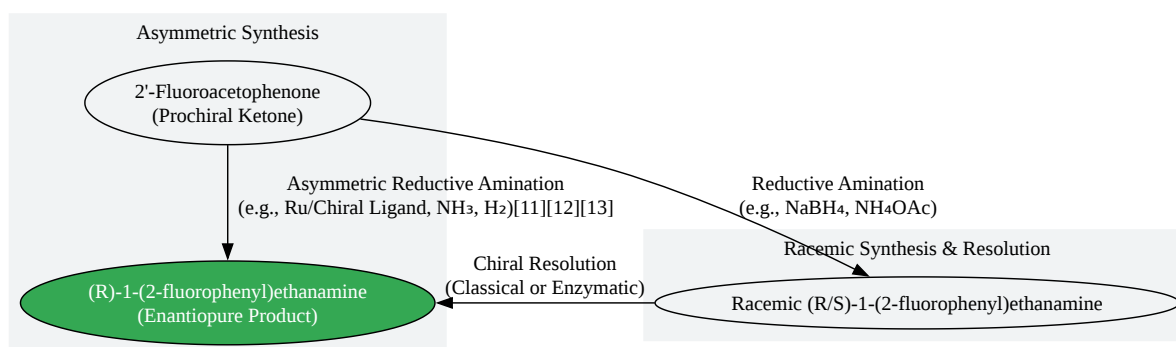 Asymmetric Synthesis
2'-Fluoroacetophenone
(Prochiral Ketone)
Asymmetric Reductive Amination
(e.g., Ru/Chiral Ligand, NH₃, H₂)[11][12][13]
Reductive Amination
(e.g., NaBH₄, NH₄OAc)
Racemic Synthesis & Resolution
Chiral Resolution
(Classical or Enzymatic)
(R)-1-(2-fluorophenyl)ethanamine
(Enantiopure Product)
Racemic (R/S)-1-(2-fluorophenyl)ethanamine